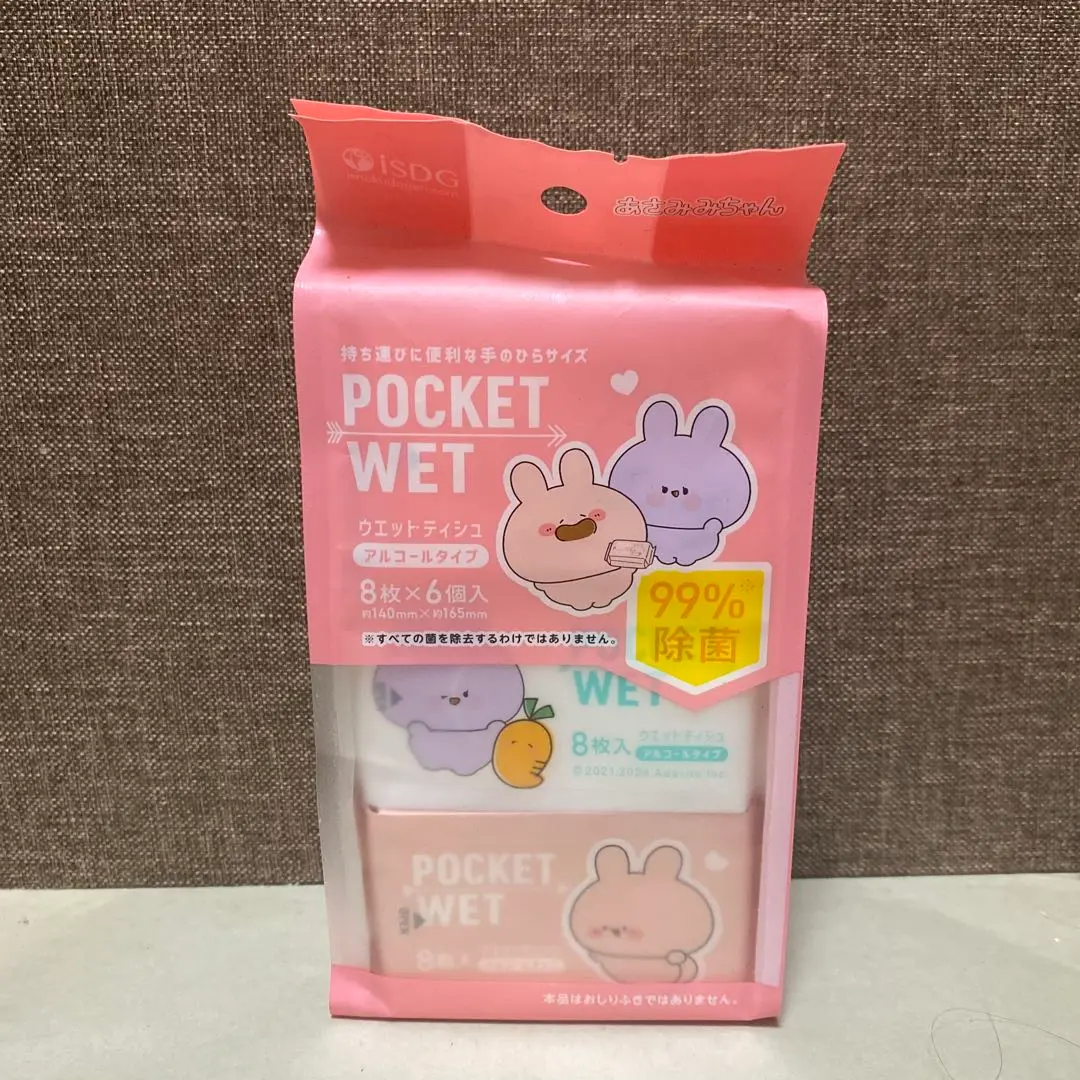 iSDG
あさみみちゃん
持ち運びに便利な手のひらサイズ
POCKET
WET
ウエットティシュ
アルコールタイプ
8枚×6個入
約140mm×約165mm
※すべての菌を除去するわけではありません。
99%※
除菌
WET
8枚入
ウエットティシュ
アルコールタイプ
POCKET
WET
OPEN
8枚
本品はおしりふきではありません。